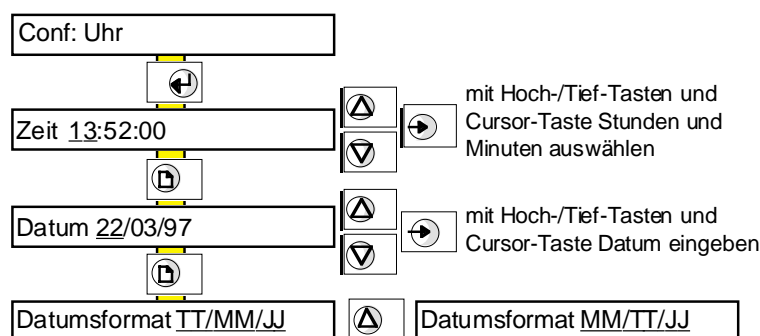 Conf: Uhr
Zeit 13:52:00
mit Hoch-/Tief-Tasten und
Cursor-Taste Stunden und
Minuten auswählen
Datum 22/03/97
mit Hoch-/Tief-Tasten und
Cursor-Taste Datum eingeben
Datumsformat TT/MM/JJ
Datumsformat MM/TT/JJ